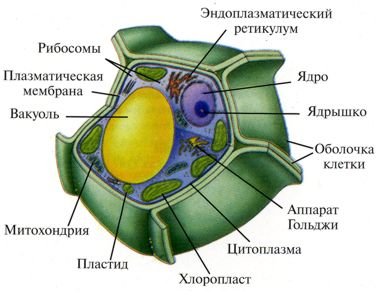 Эндоплазматический
ретикулум
Рибосомы
Плазматическая
мембрана
Ядро
Вакуоль
Ядрышко
Оболочка
клетки
Аппарат
Гольджи
Митохондрия
Цитоплазма
Пластид
Хлоропласт